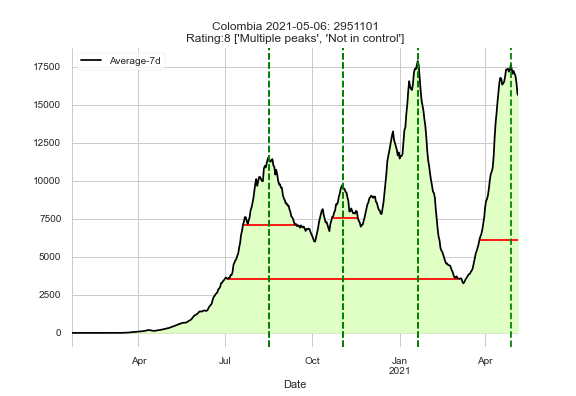 Colombia 2021-05-06: 2951101
Rating:8 ['Multiple peaks', 'Not in control']
Average-7d
17500
15000
12500
10000
7500
5000
2500
0
Apr
Jul
Oct
Jan
2021
Apr
Date